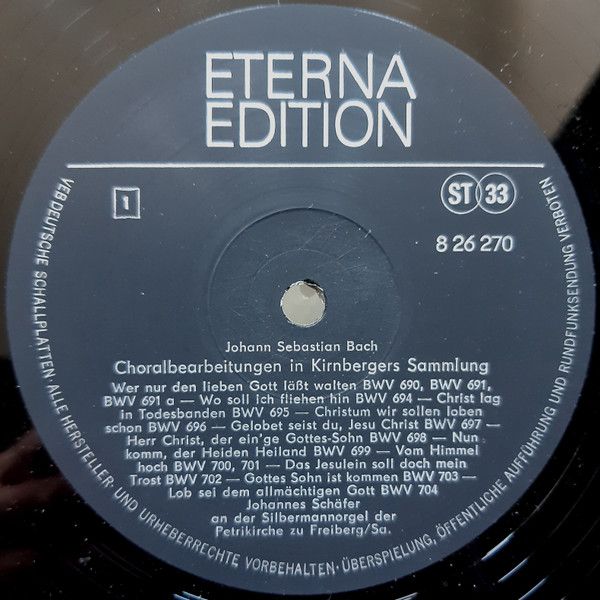 ETERNA
EDITION
1
ST 33
8 26 270
Johann Sebastian Bach
Choralbearbeitungen in Kirnbergers Sammlung
Wer nur den lieben Gott läßt walten BWV 690, BWV 691,
BWV 691 a — Wo soll ich fliehen hin BWV 694 — Christ lag
in Todesbanden BWV 695 — Christum wir sollen loben
schon BWV 696 — Gelobet seist du, Jesu Christ BWV 697 —
Herr Christ, der ein'ge Gottes-Sohn BWV 698 — Nun
komm, der Heiden Heiland BWV 699 — Vom Himmel
hoch BWV 700, 701 — Das Jesulein soll doch mein
Trost BWV 702 — Gottes Sohn ist kommen BWV 703 —
Lob sei dem allmächtigen Gott BWV 704
Johannes Schäfer
an der Silbermannorgel der
Petrikirche zu Freiberg/Sa.
VEB DEUTSCHE SCHALLPLATTEN · ALLE HERSTELLER- UND URHEBERRECHTE VORBEHALTEN · ÜBERSPIELUNG, ÖFFENTLICHE AUFFÜHRUNG UND RUNDFUNKSENDUNG VERBOTEN